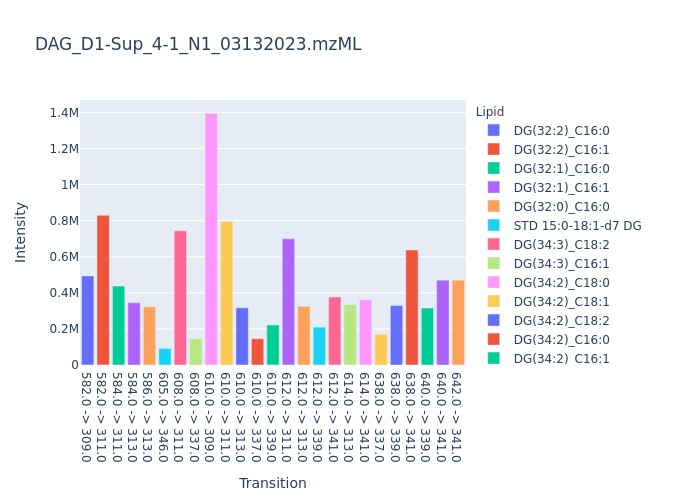 DAG_D1-Sup_4-1_N1_03132023.mzML
Intensity
1.4M
1.2M
1M
0.8M
0.6M
0.4M
0.2M
0
582.0 -> 309.0
582.0 -> 311.0
584.0 -> 311.0
584.0 -> 313.0
586.0 -> 313.0
605.0 -> 346.0
608.0 -> 311.0
608.0 -> 337.0
610.0 -> 309.0
610.0 -> 311.0
610.0 -> 313.0
610.0 -> 337.0
610.0 -> 339.0
612.0 -> 311.0
612.0 -> 313.0
612.0 -> 339.0
612.0 -> 341.0
614.0 -> 313.0
614.0 -> 341.0
638.0 -> 337.0
638.0 -> 339.0
638.0 -> 341.0
640.0 -> 339.0
640.0 -> 341.0
642.0 -> 341.0
Transition
Lipid
DG(32:2)_C16:0
DG(32:2)_C16:1
DG(32:1)_C16:0
DG(32:1)_C16:1
DG(32:0)_C16:0
STD 15:0-18:1-d7 DG
DG(34:3)_C18:2
DG(34:3)_C16:1
DG(34:2)_C18:0
DG(34:2)_C18:1
DG(34:2)_C18:2
DG(34:2)_C16:0
DG(34:2)_C16:1